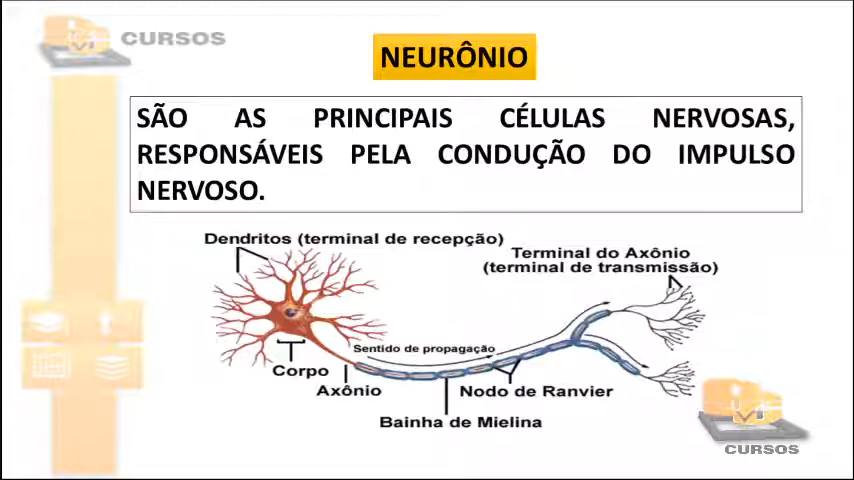 CURSOS
NEURÔNIO
SÃO AS PRINCIPAIS CÉLULAS NERVOSAS,
RESPONSÁVEIS PELA CONDUÇÃO DO IMPULSO
NERVOSO.
Dendritos (terminal de recepção)
Terminal do Axônio
(terminal de transmissão)
Sentido de propagação
Corpo
Axônio
Nodo de Ranvier
Bainha de Mielina
VI
CURSOS